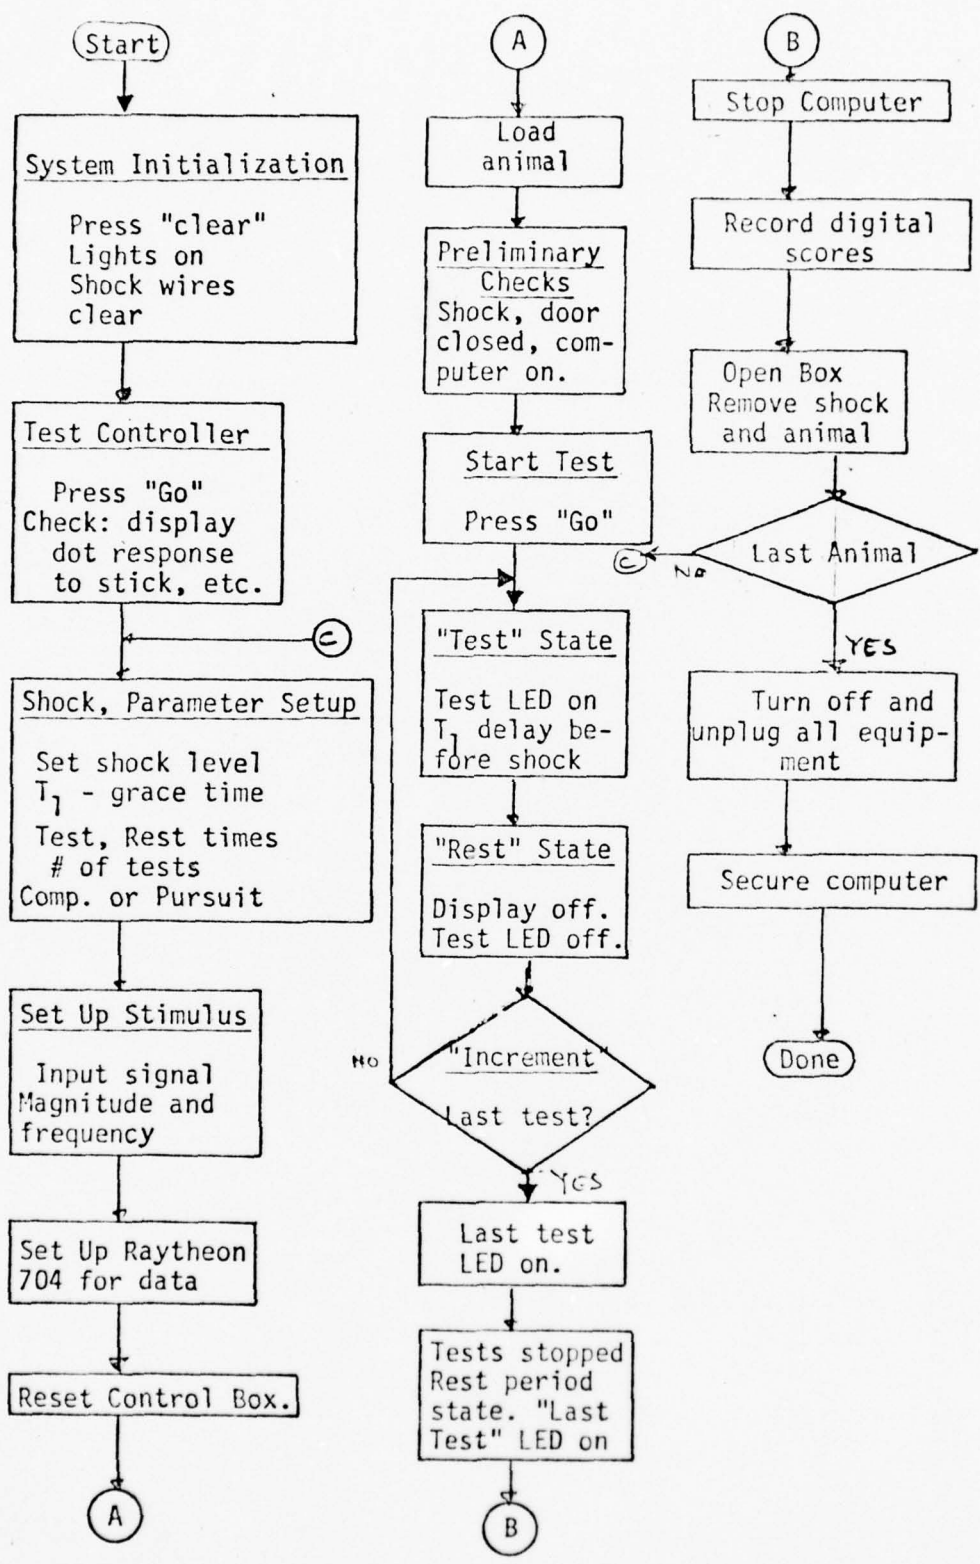 Start
System Initialization
Press "clear"
Lights on
Shock wires
clear
Test Controller
Press "Go"
Check: display
dot response
to stick, etc.
C
Shock, Parameter Setup
Set shock level
T1 - grace time
Test, Rest times
# of tests
Comp. or Pursuit
Set Up Stimulus
Input signal
Magnitude and
frequency
Set Up Raytheon
704 for data
Reset Control Box.
A
A
Load
animal
Preliminary
Checks
Shock, door
closed, com-
puter on.
Start Test
Press "Go"
"Test" State
Test LED on
T1 delay be-
fore shock
"Rest" State
Display off.
Test LED off.
"Increment"
Last test?
NO
YES
Last test
LED on.
Tests stopped
Rest period
state. "Last
Test" LED on
B
B
Stop Computer
Record digital
scores
Open Box
Remove shock
and animal
Last Animal
C
NO
YES
Turn off and
unplug all equip-
ment
Secure computer
Done